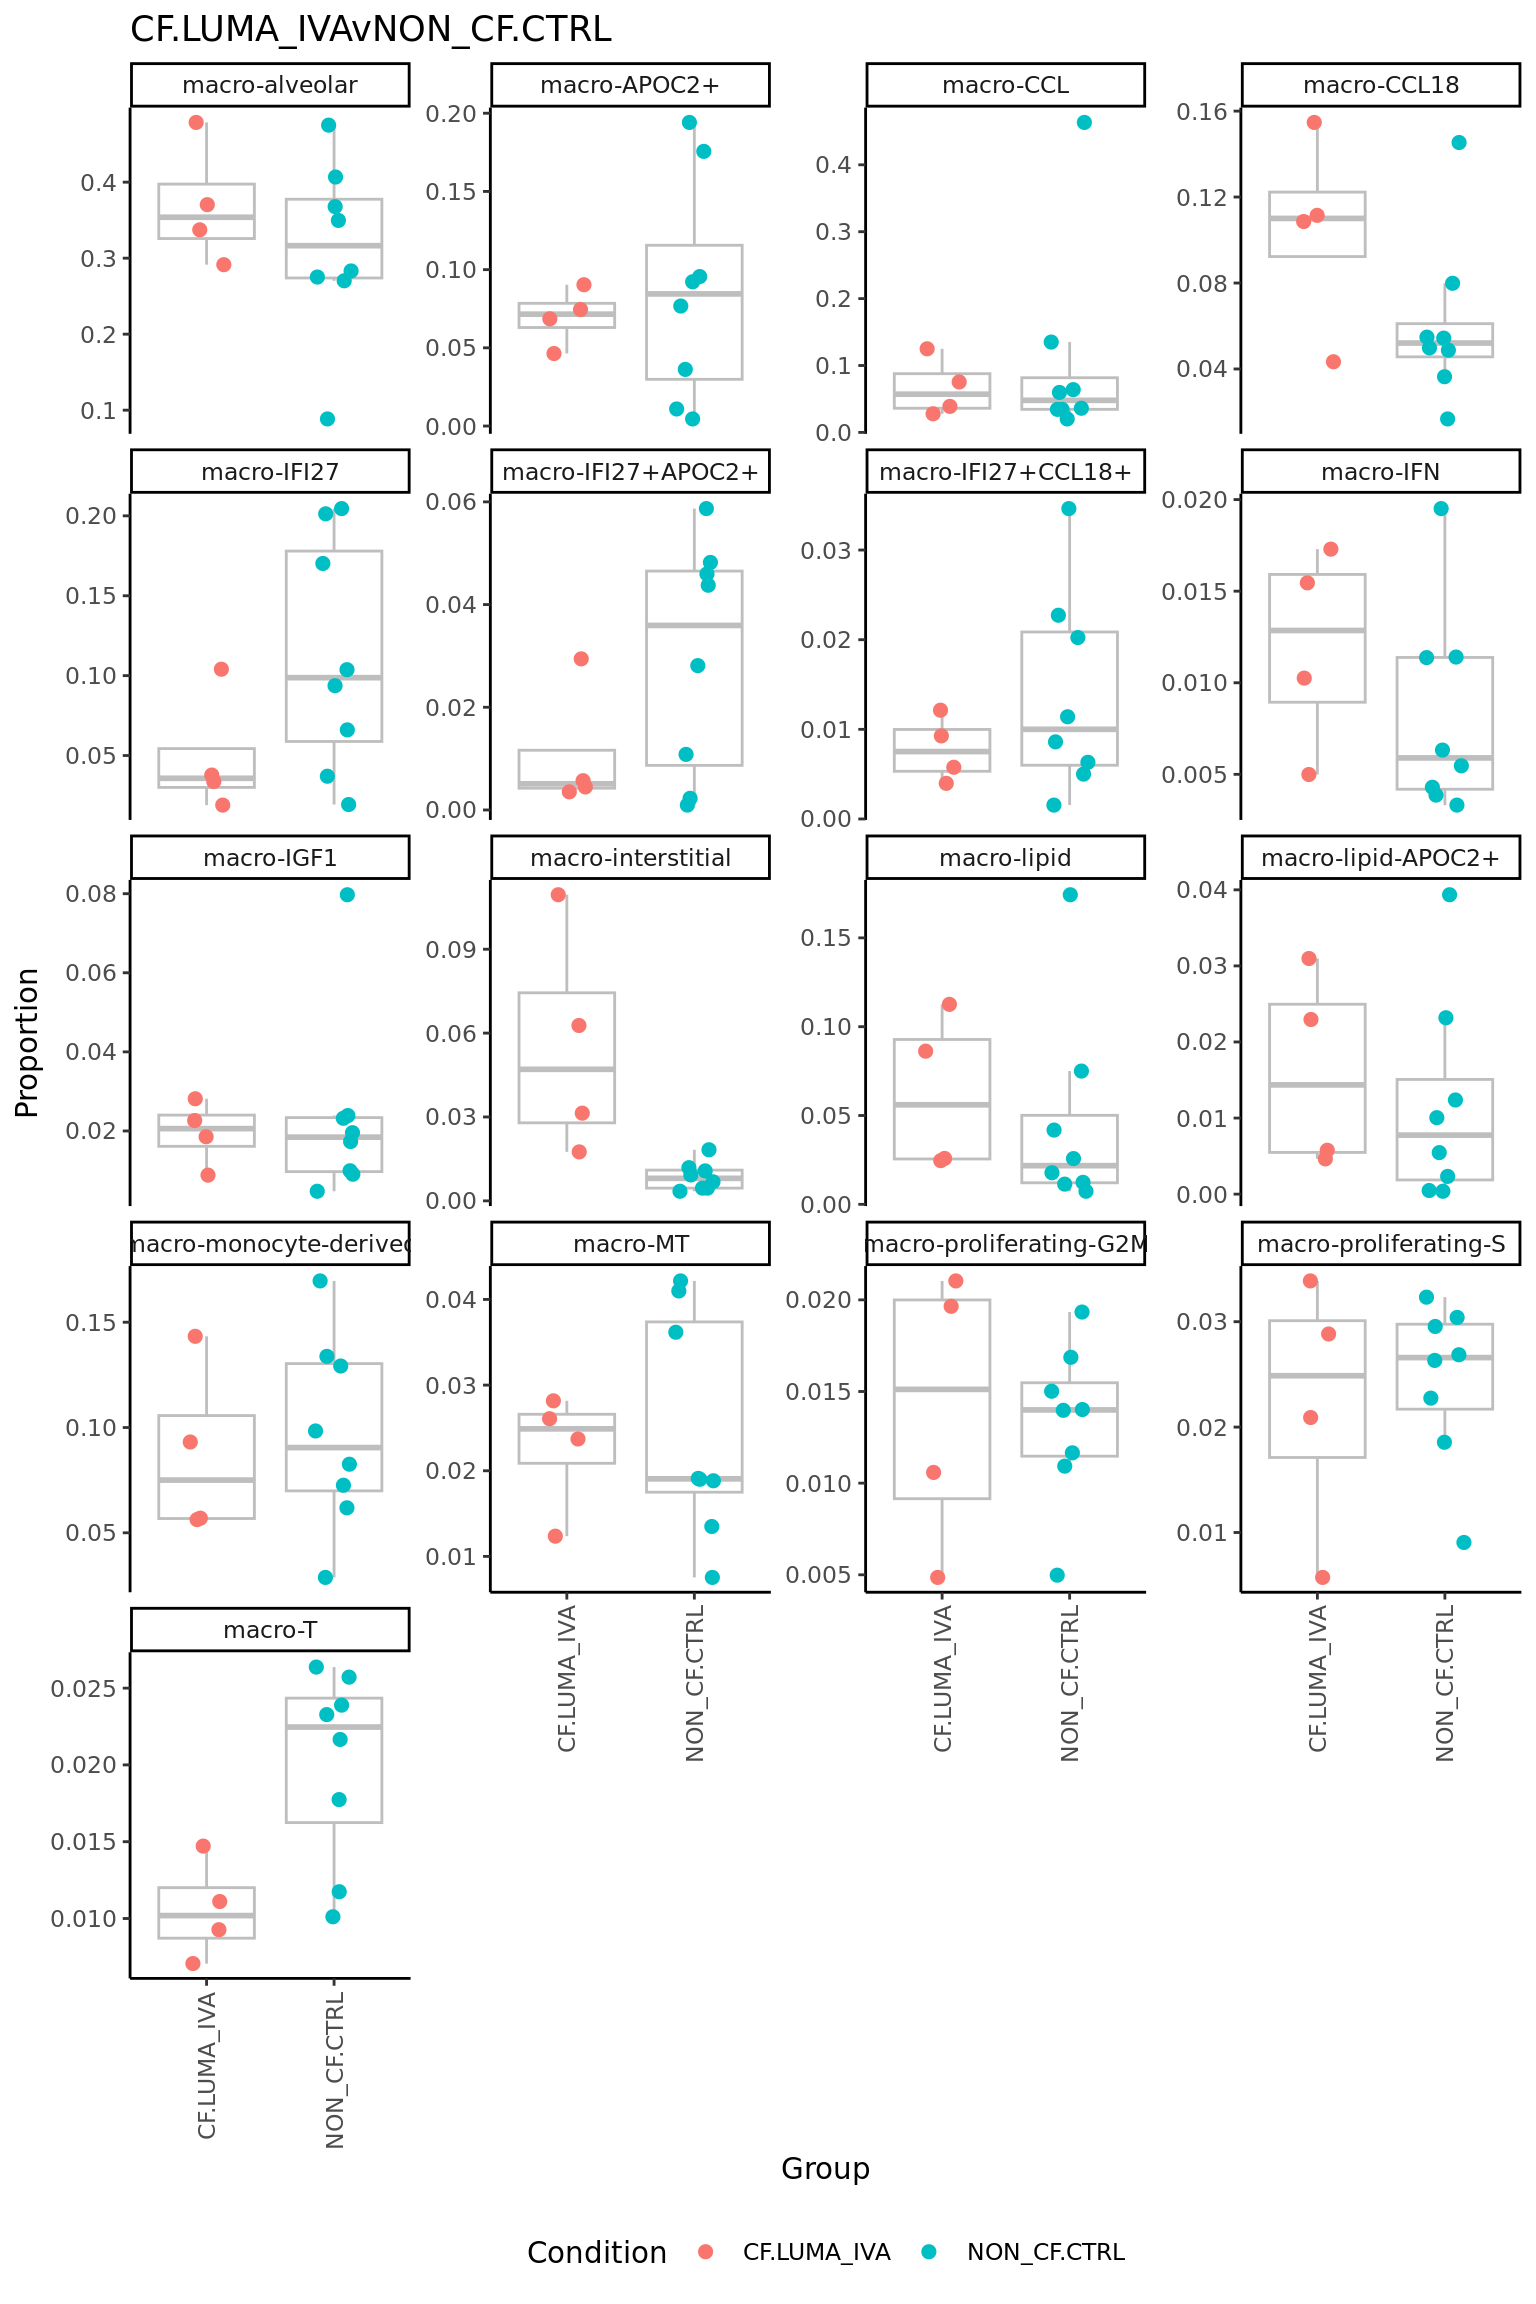 CF.LUMA_IVAvNON_CF.CTRL
macro-alveolar
macro-APOC2+
macro-CCL
macro-CCL18
0.4
0.3
0.2
0.1
0.20
0.15
0.10
0.05
0.00
0.4
0.3
0.2
0.1
0.0
0.16
0.12
0.08
0.04
macro-IFI27
macro-IFI27+APOC2+
macro-IFI27+CCL18+
macro-IFN
0.20
0.15
0.10
0.05
0.06
0.04
0.02
0.00
0.03
0.02
0.01
0.00
0.020
0.015
0.010
0.005
macro-IGF1
macro-interstitial
macro-lipid
macro-lipid-APOC2+
0.08
0.06
0.04
0.02
0.09
0.06
0.03
0.00
0.15
0.10
0.05
0.00
0.04
0.03
0.02
0.01
0.00
macro-monocyte-derived
macro-MT
macro-proliferating-G2M
macro-proliferating-S
0.15
0.10
0.05
0.04
0.03
0.02
0.01
0.020
0.015
0.010
0.005
0.03
0.02
0.01
CF.LUMA_IVA
NON_CF.CTRL
CF.LUMA_IVA
NON_CF.CTRL
CF.LUMA_IVA
NON_CF.CTRL
macro-T
0.025
0.020
0.015
0.010
CF.LUMA_IVA
NON_CF.CTRL
Proportion
Group
Condition
CF.LUMA_IVA
NON_CF.CTRL